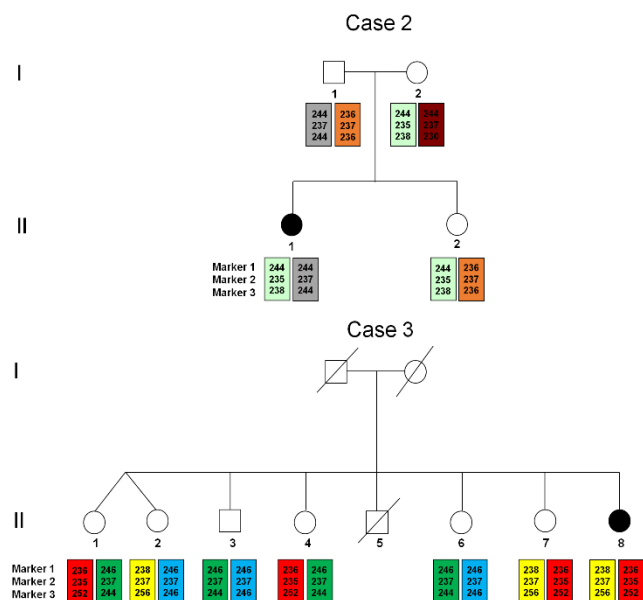 Case 2
I
1 2
244 236 244 244
237 237 235 237
244 236 238
II
1 2
Marker 1 244 244 244 236
Marker 2 235 237 235 237
Marker 3 238 244 238 236
Case 3
I
II
1 2 3 4 5 6 7 8
Marker 1 236 246 238 246 246 246 236 246 246 246 238 236 238 236
Marker 2 235 237 237 237 237 237 235 237 237 237 237 235 237 235
Marker 3 252 244 256 246 244 246 252 244 244 246 256 252 256 252